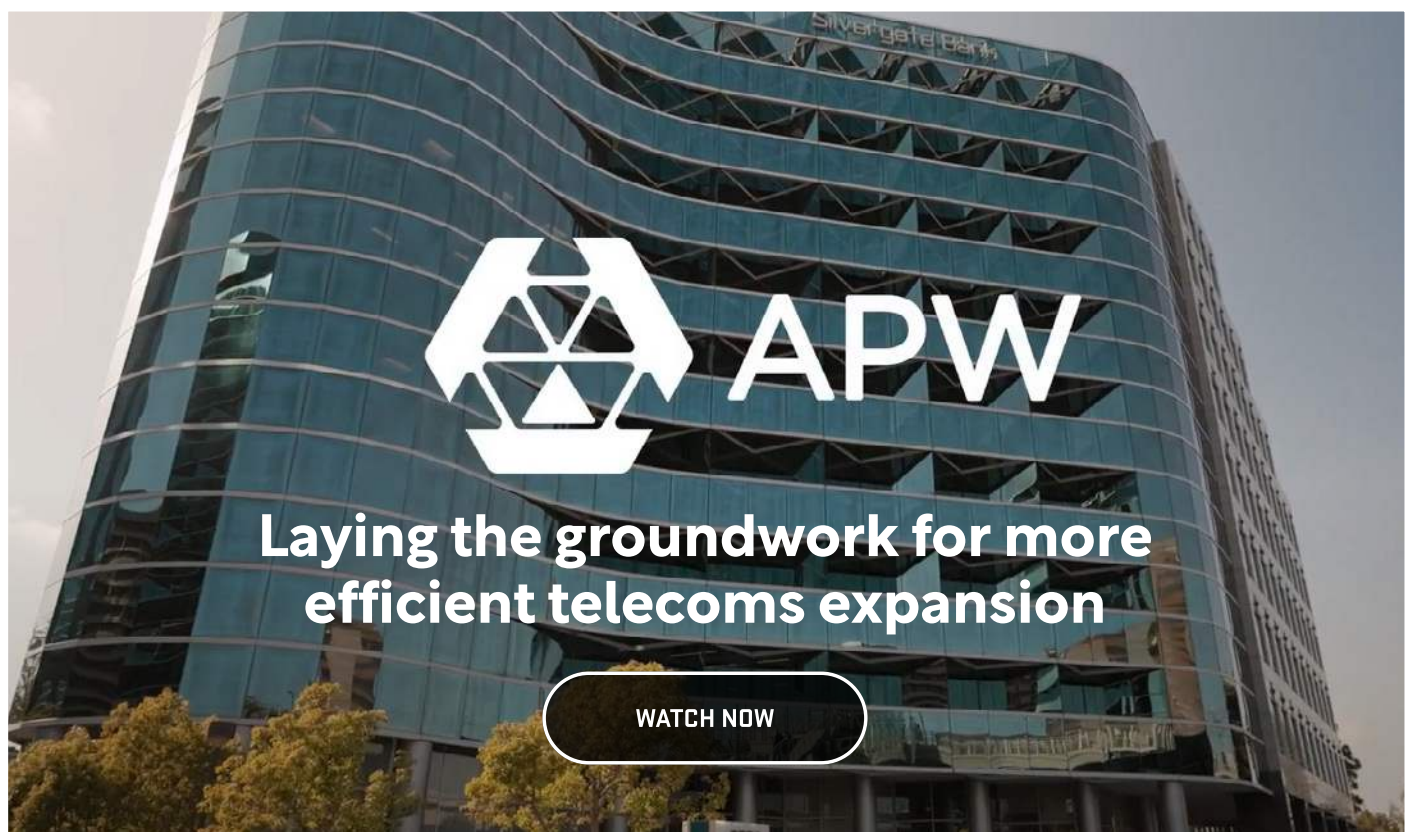 Silvergate Bank
APW
Laying the groundwork for more
efficient telecoms expansion
WATCH NOW